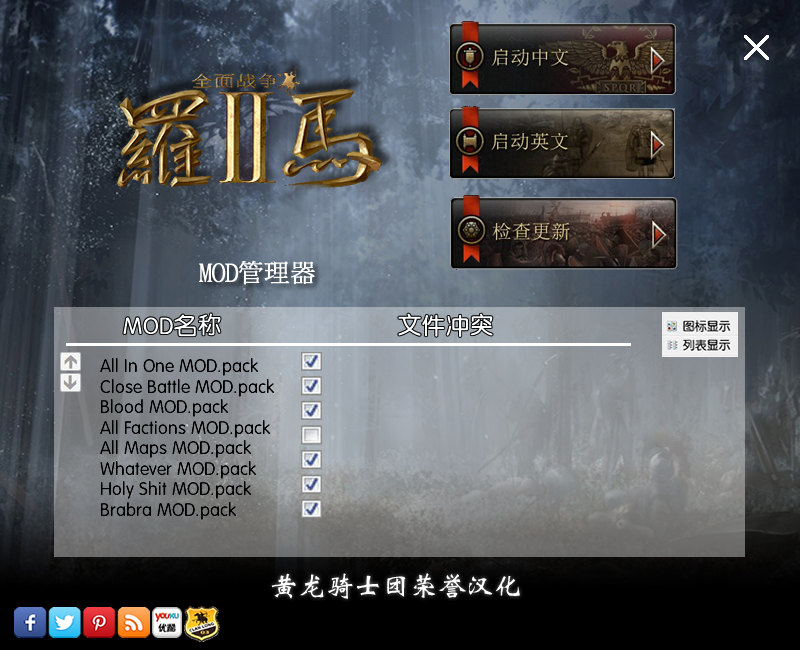 全面战争
羅II馬
启动中文
S.P.Q.R
启动英文
检查更新
MOD管理器
MOD名称
文件冲突
图标显示
列表显示
All In One MOD.pack
Close Battle MOD.pack
Blood MOD.pack
All Factions MOD.pack
All Maps MOD.pack
Whatever MOD.pack
Holy Shit MOD.pack
Brabra MOD.pack
黄龙骑士团荣誉汉化
YOUKU
优酷